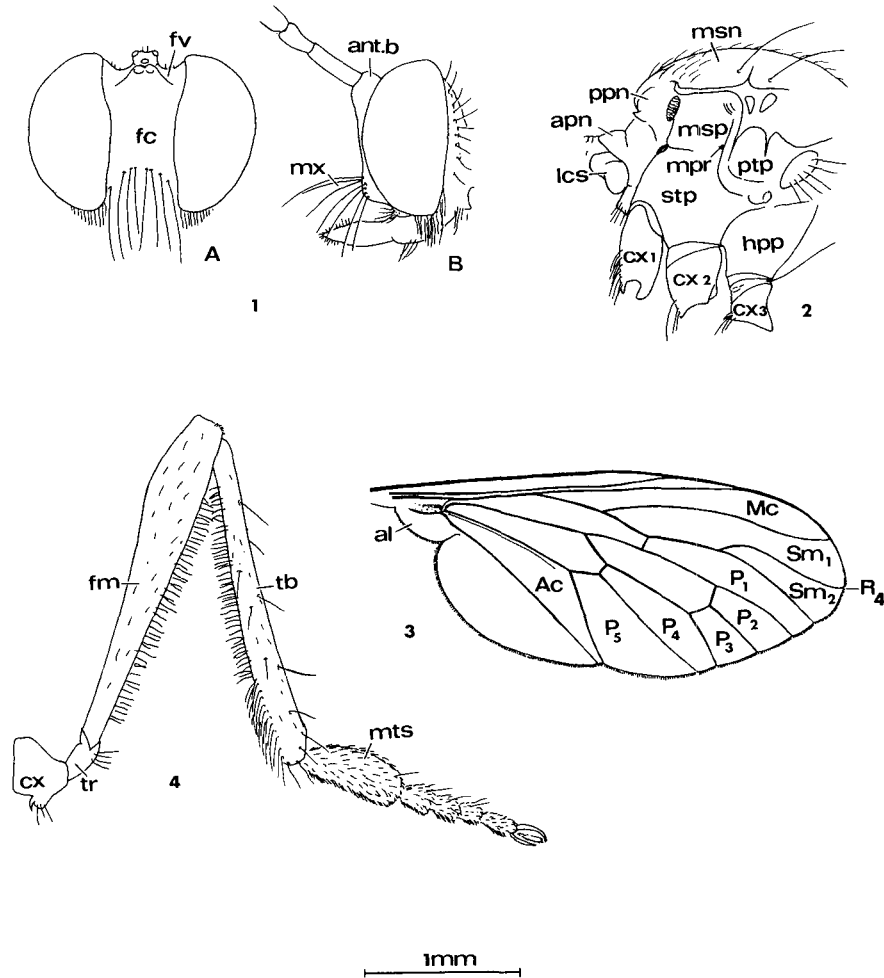 fv
fc
A
ant.b
mx
B
1
msn
ppn
apn
msp
lcs
mpr
ptp
stp
hpp
cx1
cx2
cx3
2
fm
tb
mts
cx
tr
4
Mc
al
Sm₁
Sm₂
R₄
Ac
P₁
P₂
P₃
P₄
P₅
3
1mm